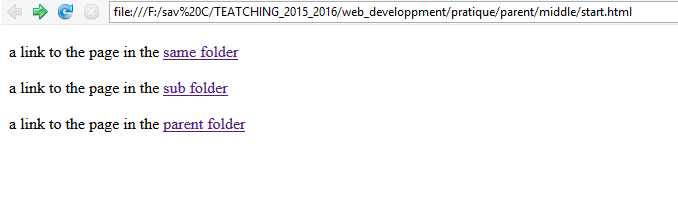 file:///F:/sav%20C/TEATCHING_2015_2016/web_developpment/pratique/parent/middle/start.html
a link to the page in the same folder
a link to the page in the sub folder
a link to the page in the parent folder